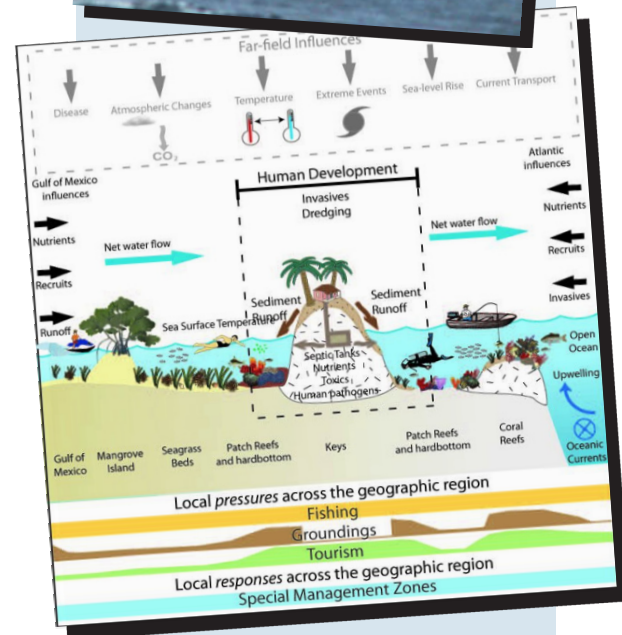 Far-field Influences
Disease
Atmospheric Changes
CO₂
Temperature
Extreme Events
Sea-level Rise
Current Transport
Gulf of Mexico
influences
Nutrients
Recruits
Runoff
Net water flow
Human Development
Invasives
Dredging
Net water flow
Atlantic
influences
Nutrients
Recruits
Invasives
Sea Surface Temperature
Sediment
Runoff
Sediment
Runoff
Septic Tanks
Nutrients
Toxics
Human pathogens
Open
Ocean
Upwelling
Oceanic
Currents
Gulf of
Mexico
Mangrove
Island
Seagrass
Beds
Patch Reefs
and hardbottom
Keys
Patch Reefs
and hardbottom
Coral
Reefs
Local pressures across the geographic region
Fishing
Groundings
Tourism
Local responses across the geographic region
Special Management Zones